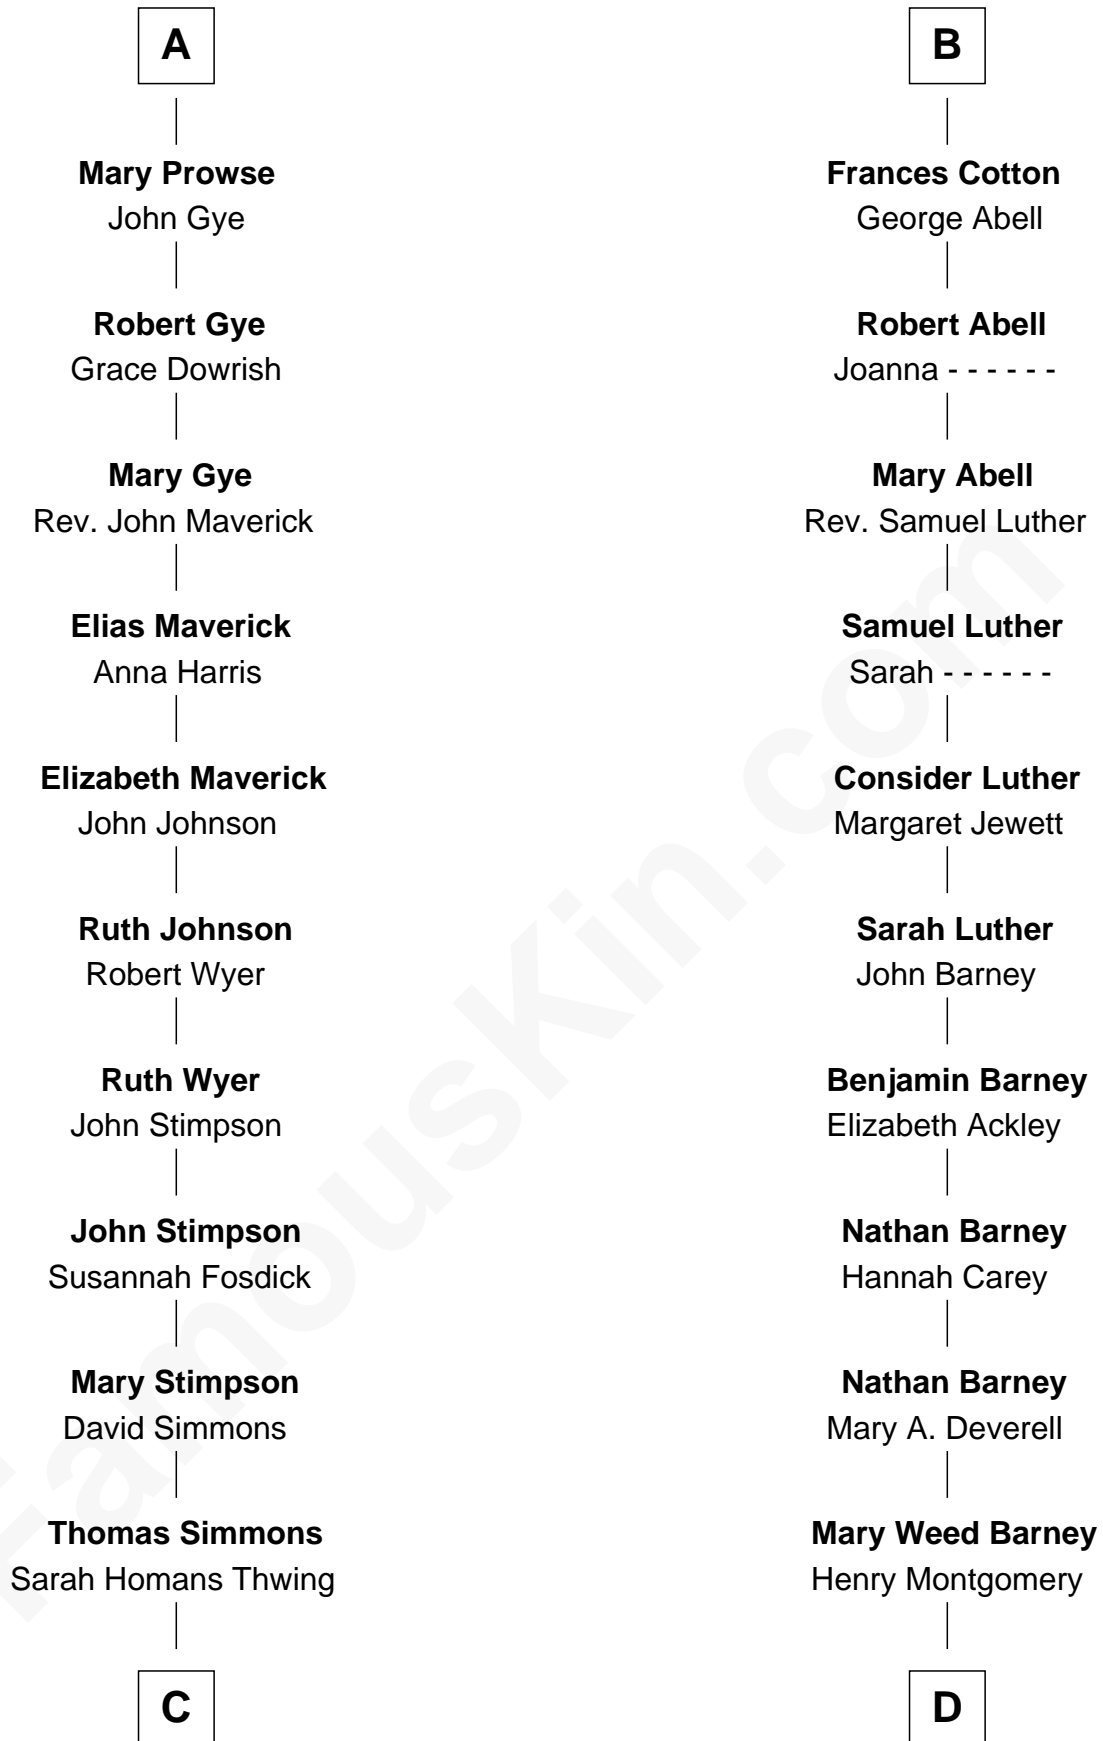 A
Mary Prowse
John Gye
Robert Gye
Grace Dowrish
Mary Gye
Rev. John Maverick
Elias Maverick
Anna Harris
Elizabeth Maverick
John Johnson
Ruth Johnson
Robert Wyer
Ruth Wyer
John Stimpson
John Stimpson
Susannah Fosdick
Mary Stimpson
David Simmons
Thomas Simmons
Sarah Homans Thwing
C
B
Frances Cotton
George Abell
Robert Abell
Joanna - - - - - -
Mary Abell
Rev. Samuel Luther
Samuel Luther
Sarah - - - - - -
Consider Luther
Margaret Jewett
Sarah Luther
John Barney
Benjamin Barney
Elizabeth Ackley
Nathan Barney
Hannah Carey
Nathan Barney
Mary A. Deverell
Mary Weed Barney
Henry Montgomery
D
FamousKin.com